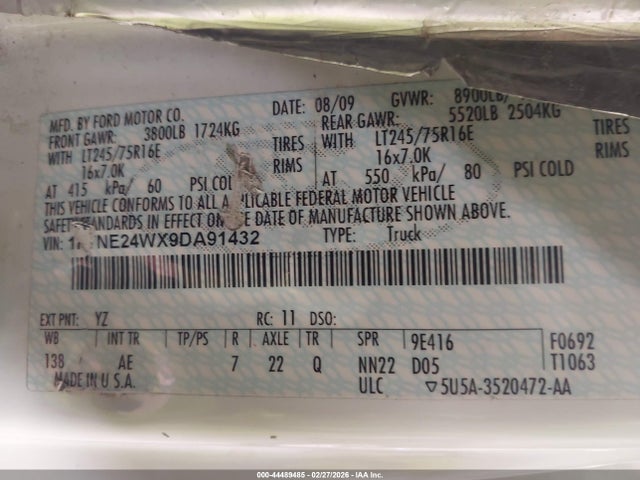 MFD. BY FORD MOTOR CO.
DATE: 08/09 GVWR: 8900LB/
FRONT GAWR: 3800LB 1724KG
REAR GAWR: 5520LB 2504KG
WITH LT245/75R16E TIRES
WITH LT245/75R16E TIRES
16x7.0K RIMS
16x7.0K RIMS
AT 415 kPa/ 60 PSI COLD
AT 550 kPa/ 80 PSI COLD
THIS VEHICLE CONFORMS TO ALL APPLICABLE FEDERAL MOTOR VEHICLE
SAFETY STANDARDS IN EFFECT ON THE DATE OF MANUFACTURE SHOWN ABOVE.
VIN: 1 NE24WX9DA91432 TYPE: Truck
EXT PNT: YZ RC: 11 DSO:
WB INT TR TP/PS R AXLE TR SPR 9E416 F0692
138 AE 7 22 Q NN22 D05 T1063
MADE IN U.S.A. ULC ▽5U5A-3520472-AA
000-44489485 | 02/27/2026 - IAA, Inc.